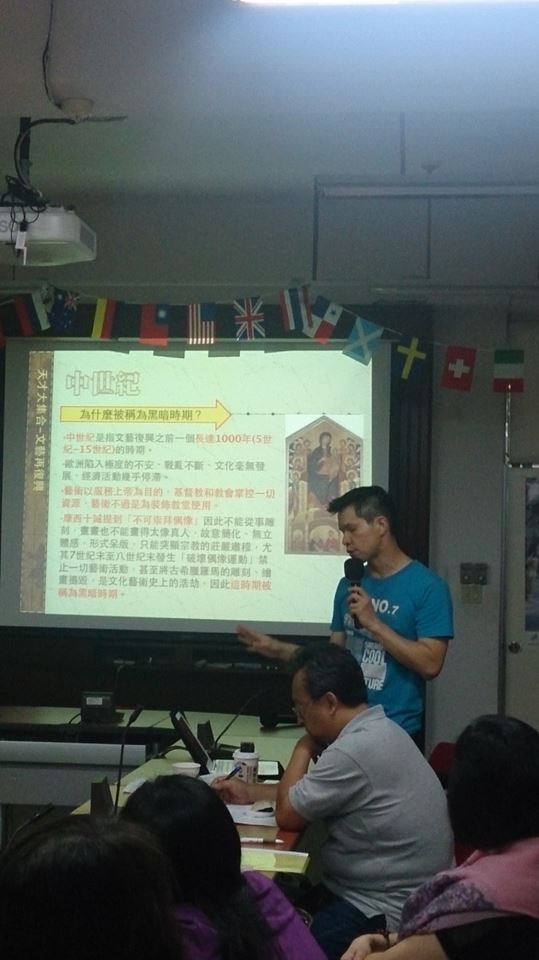 天才大集合-文藝再復興
中世紀
為什麼被稱為黑暗時期？
·中世紀是指文藝復興之前一個長達1000年(5世
紀~15世紀)的時期。
·歐洲陷入極度的不安、戰亂不斷、文化毫無發
展、經濟活動幾乎停滯。
·藝術以服務上帝為目的，基督教和教會掌控一切
資源，藝術不過是為裝飾教堂使用。
·摩西十誡提到「不可崇拜偶像」因此不能從事雕
刻，畫畫也不能畫得太像真人，故意簡化、無立
體感、形式呆版，只能突顯宗教的莊嚴肅穆，尤
其7世紀末至八世紀末發生「破壞偶像運動」禁
止一切藝術活動，甚至將古希臘羅馬的雕刻、繪
畫搗毀，是文化藝術史上的浩劫，因此這時期被
稱為黑暗時期。
NO.7
COOL